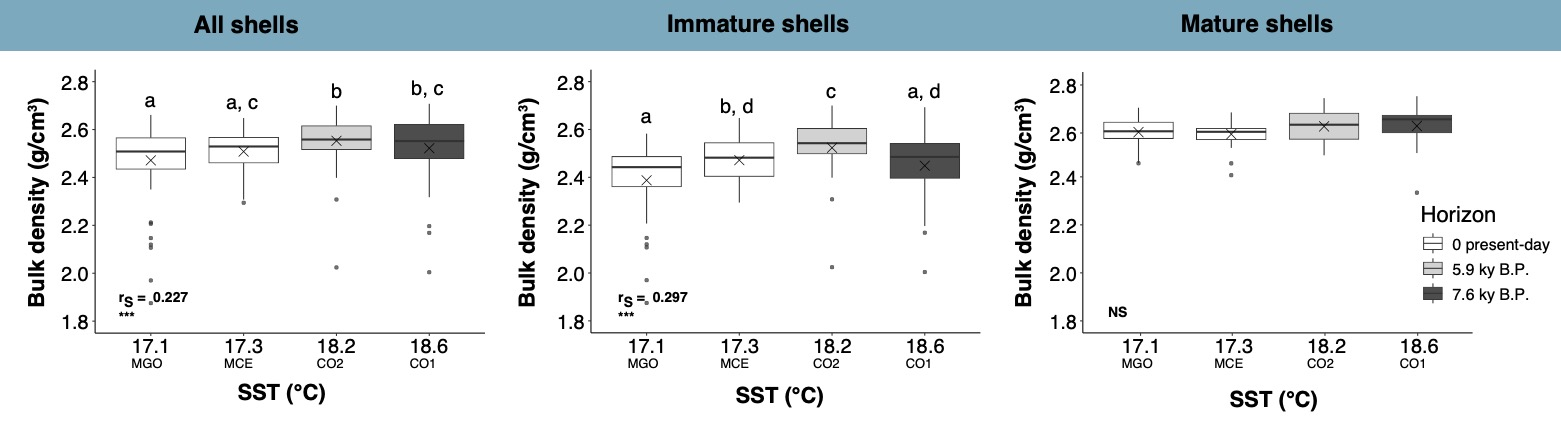 All shells
Immature shells
Mature shells
Bulk density (g/cm³)
2.8
2.6
2.4
2.2
2.0
1.8
a
a, c
b
b, c
rS = 0.227
***
17.1
17.3
18.2
18.6
MGO
MCE
CO2
CO1
SST (°C)
Bulk density (g/cm³)
2.8
2.6
2.4
2.2
2.0
1.8
a
b, d
c
a, d
rS = 0.297
***
17.1
17.3
18.2
18.6
MGO
MCE
CO2
CO1
SST (°C)
Bulk density (g/cm³)
2.8
2.6
2.4
2.2
2.0
1.8
NS
17.1
17.3
18.2
18.6
MGO
MCE
CO2
CO1
SST (°C)
Horizon
0 present-day
5.9 ky B.P.
7.6 ky B.P.